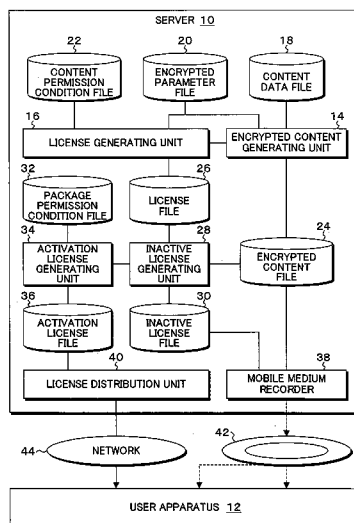 SERVER 10
22
20
18
CONTENT
PERMISSION
CONDITION FILE
ENCRYPTED
PARAMETER
FILE
CONTENT
DATA FILE
16
14
LICENSE GENERATING UNIT
ENCRYPTED CONTENT
GENERATING UNIT
32
26
PACKAGE
PERMISSION
CONDITION FILE
LICENSE
FILE
34
28
24
ACTIVATION
LICENSE
GENERATING
UNIT
INACTIVE
LICENSE
GENERATING
UNIT
ENCRYPTED
CONTENT
FILE
36
30
ACTIVATION
LICENSE
FILE
INACTIVE
LICENSE FILE
40
38
LICENSE DISTRIBUTION UNIT
MOBILE MEDIUM
RECORDER
42
44
NETWORK
USER APPARATUS 12